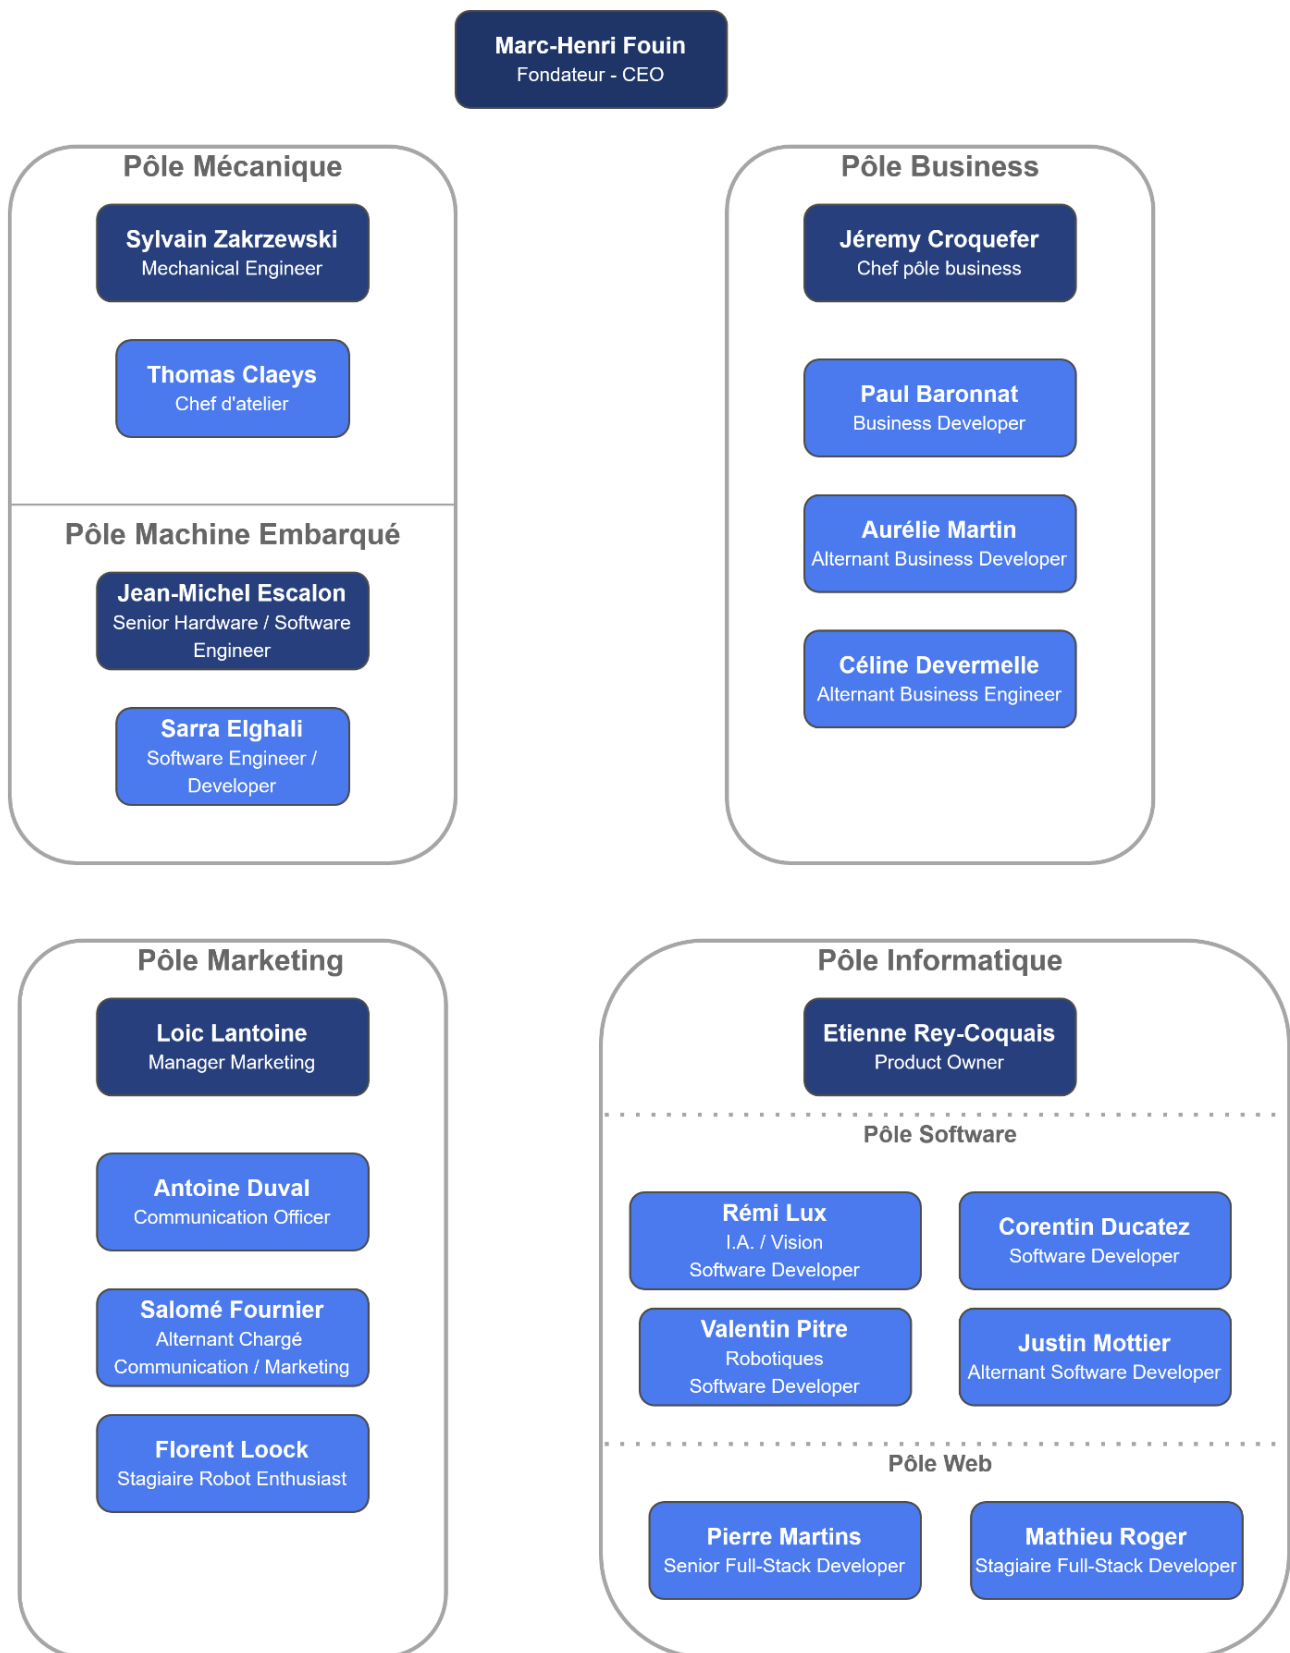 Marc-Henri Fouin
Fondateur - CEO
Pôle Mécanique
Sylvain Zakrzewski
Mechanical Engineer
Thomas Claeys
Chef d'atelier
Pôle Machine Embarqué
Jean-Michel Escalon
Senior Hardware / Software
Engineer
Sarra Elghali
Software Engineer /
Developer
Pôle Business
Jéremy Croquefer
Chef pôle business
Paul Baronnat
Business Developer
Aurélie Martin
Alternant Business Developer
Céline Devermelle
Alternant Business Engineer
Pôle Marketing
Loic Lantoine
Manager Marketing
Antoine Duval
Communication Officer
Salomé Fournier
Alternant Chargé
Communication / Marketing
Florent Loock
Stagiaire Robot Enthusiast
Pôle Informatique
Etienne Rey-Coquais
Product Owner
Pôle Software
Rémi Lux
I.A. / Vision
Software Developer
Corentin Ducatez
Software Developer
Valentin Pitre
Robotiques
Software Developer
Justin Mottier
Alternant Software Developer
Pôle Web
Pierre Martins
Senior Full-Stack Developer
Mathieu Roger
Stagiaire Full-Stack Developer